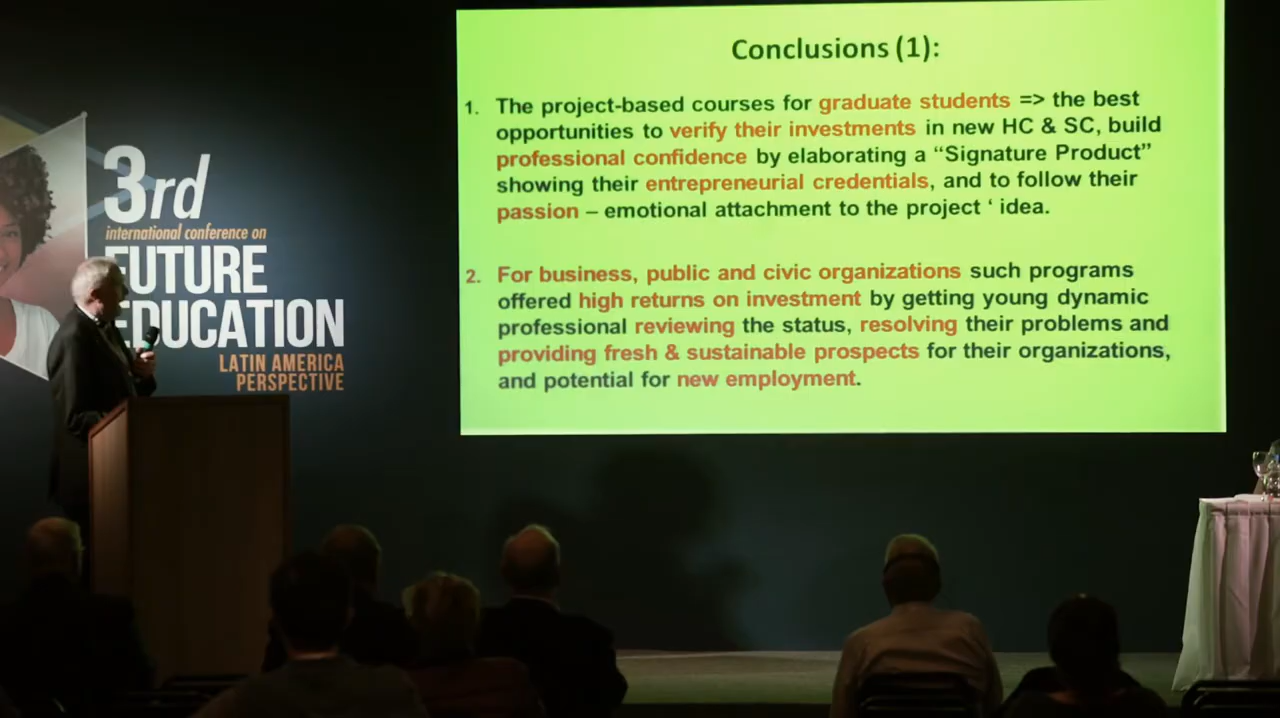 3rd
international conference on
FUTURE
EDUCATION
LATIN AMERICA
PERSPECTIVE
Conclusions (1):
1. The project-based courses for graduate students => the best
opportunities to verify their investments in new HC & SC, build
professional confidence by elaborating a “Signature Product”
showing their entrepreneurial credentials, and to follow their
passion – emotional attachment to the project ‘ idea.
2. For business, public and civic organizations such programs
offered high returns on investment by getting young dynamic
professional reviewing the status, resolving their problems and
providing fresh & sustainable prospects for their organizations,
and potential for new employment.